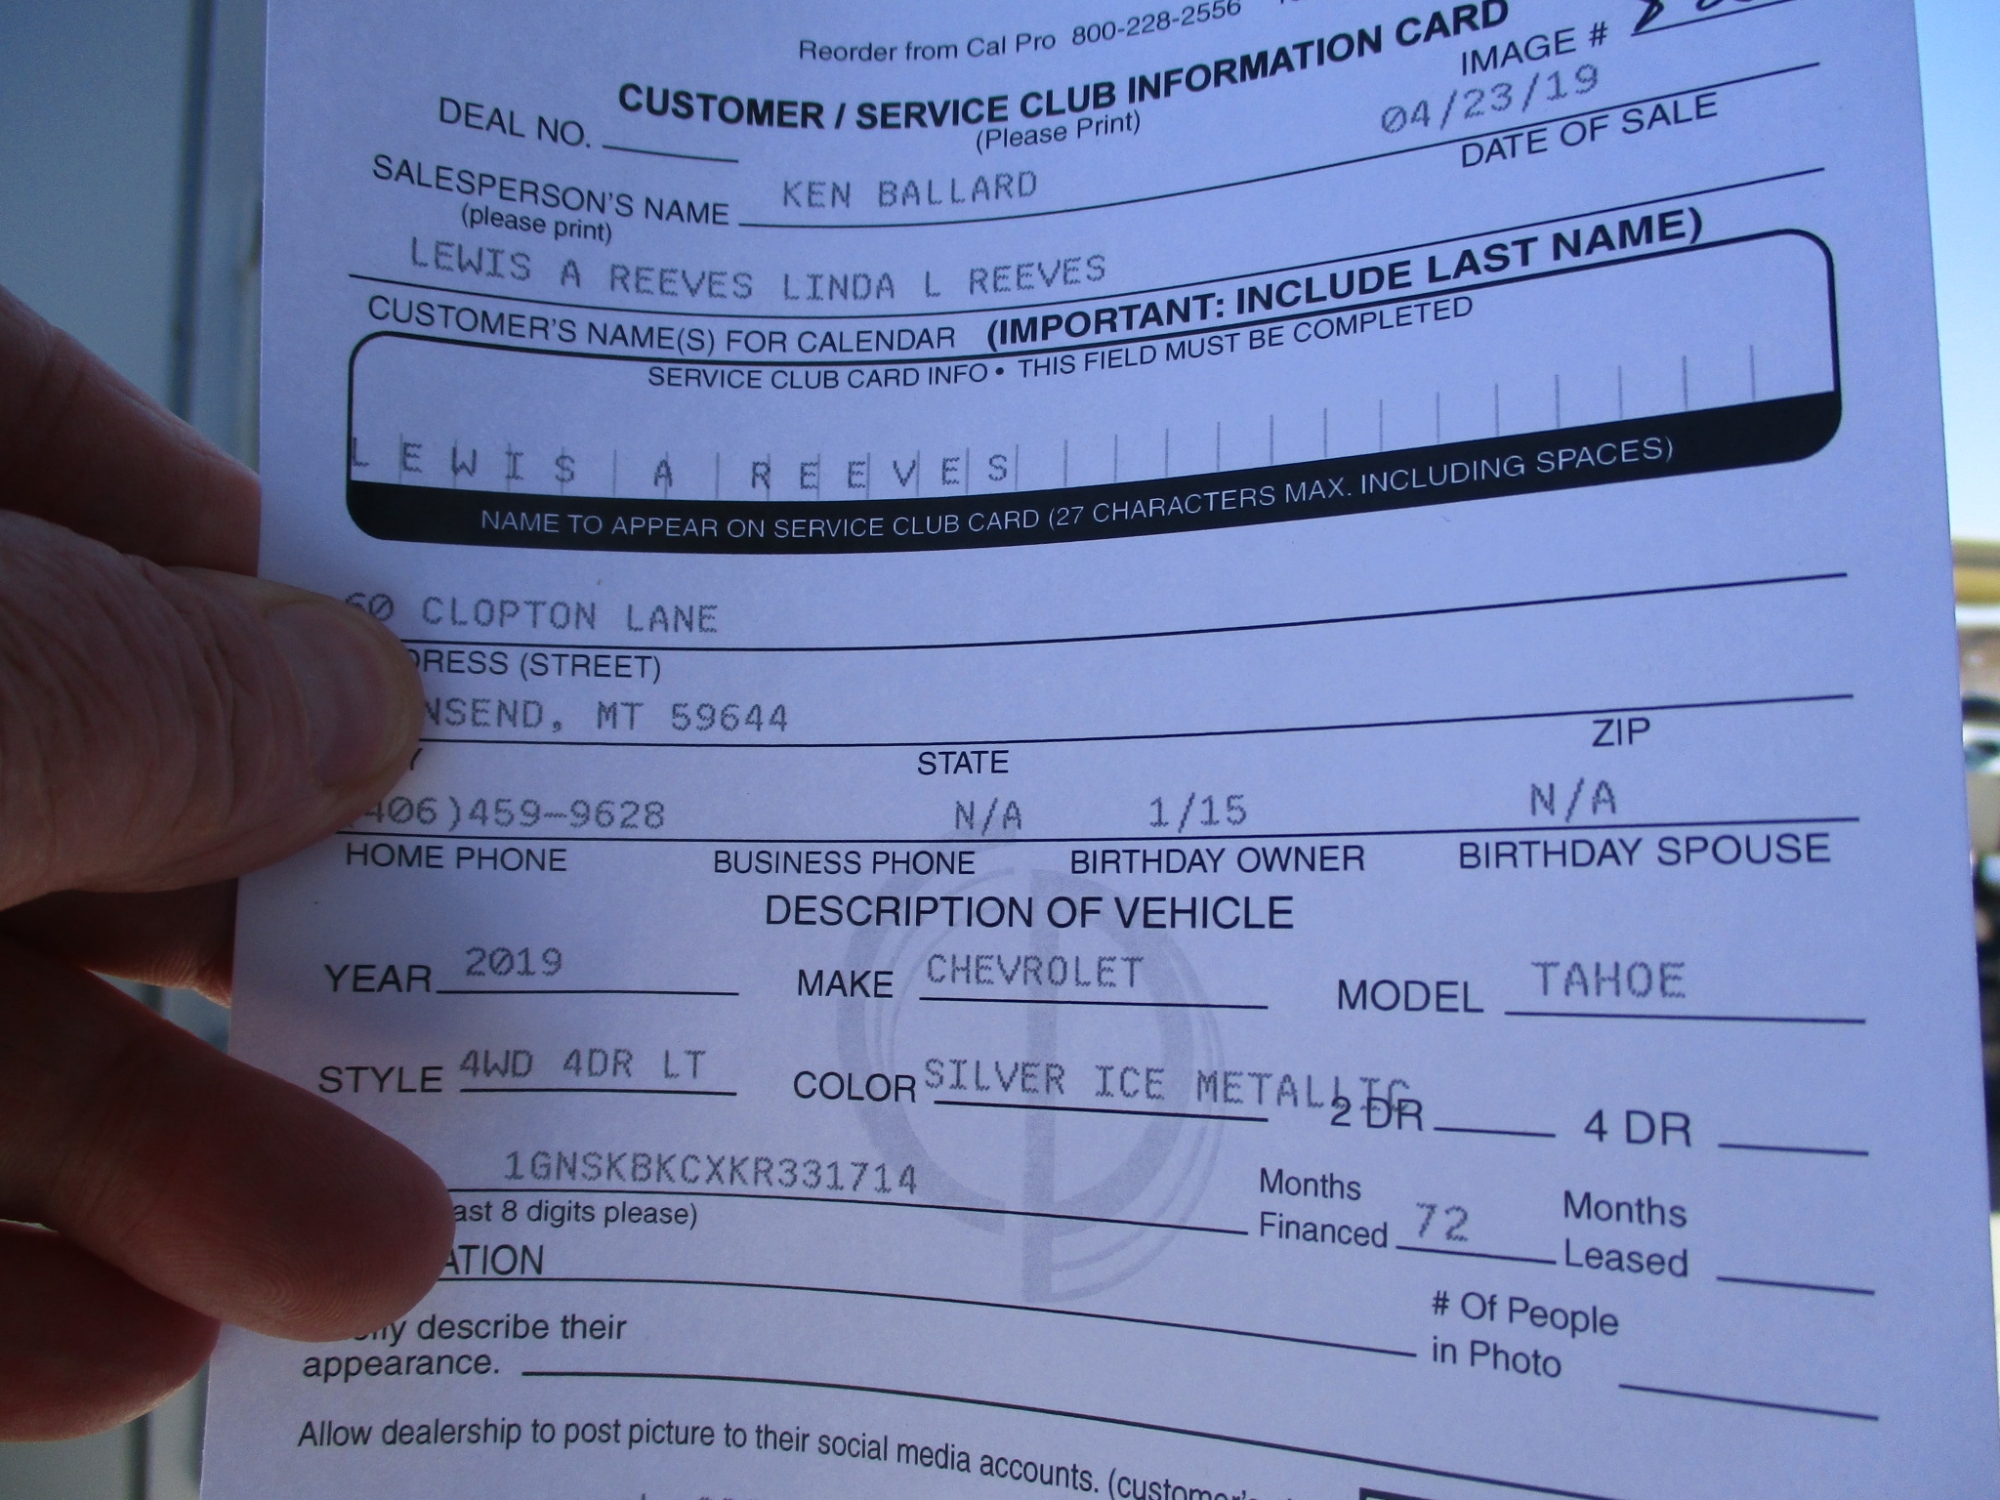 Reorder from Cal Pro 800-228-2556
CUSTOMER / SERVICE CLUB INFORMATION CARD
(Please Print)
IMAGE #
DEAL NO.
04/23/19
DATE OF SALE
SALESPERSON'S NAME KEN BALLARD
(please print)
LEWIS A REEVES LINDA L REEVES
CUSTOMER'S NAME(S) FOR CALENDAR (IMPORTANT: INCLUDE LAST NAME)
SERVICE CLUB CARD INFO • THIS FIELD MUST BE COMPLETED
LEWIS A REEVES
NAME TO APPEAR ON SERVICE CLUB CARD (27 CHARACTERS MAX. INCLUDING SPACES)
60 CLOPTON LANE
DRESS (STREET)
NSEND, MT 59644
STATE ZIP
406)459-9628 N/A 1/15 N/A
HOME PHONE BUSINESS PHONE BIRTHDAY OWNER BIRTHDAY SPOUSE
DESCRIPTION OF VEHICLE
YEAR 2019 MAKE CHEVROLET MODEL TAHOE
STYLE 4WD 4DR LT COLOR SILVER ICE METALLIC 2 DR 4 DR
1GNSKBKCXKR331714
ast 8 digits please)
Months Financed 72 Months Leased
ATION
# Of People in Photo
describe their
appearance.
Allow dealership to post picture to their social media accounts. (customer's